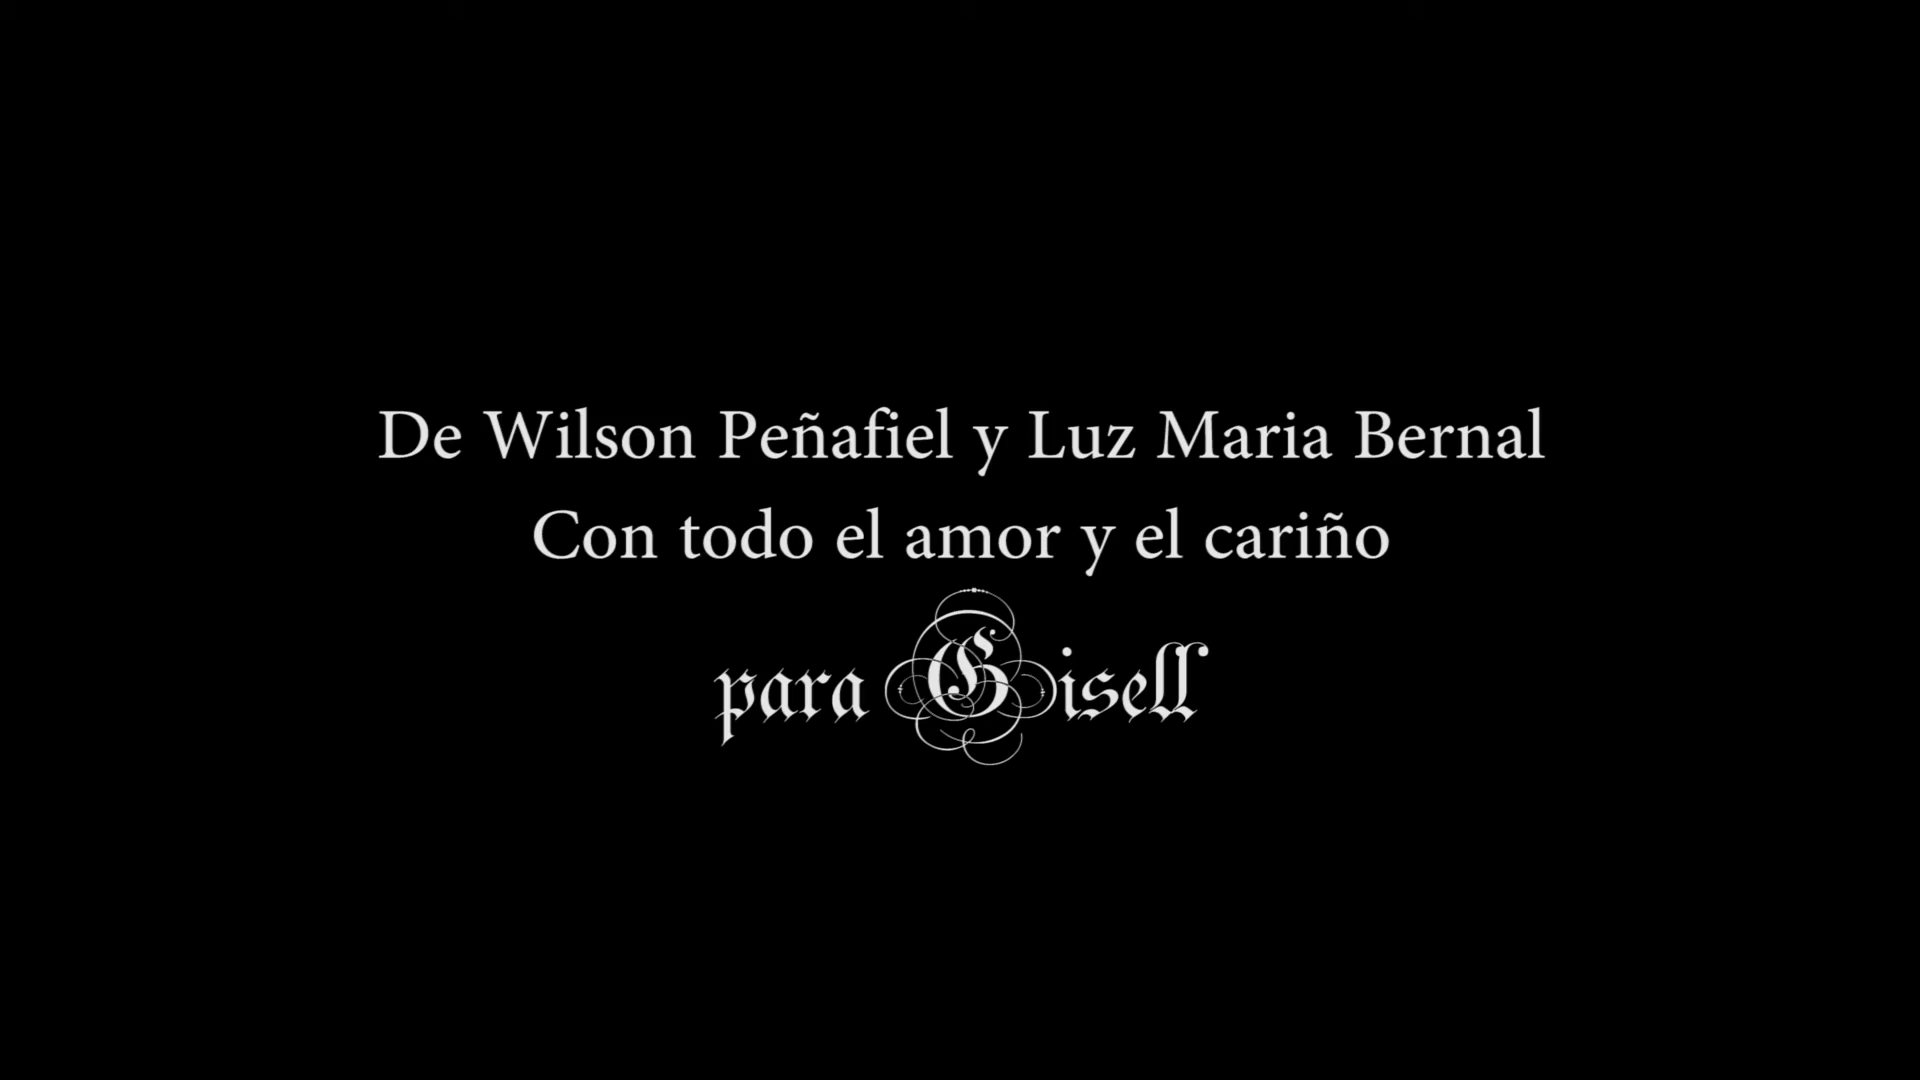 De Wilson Peñafiel y Luz Maria Bernal
Con todo el amor y el cariño
para Gisell